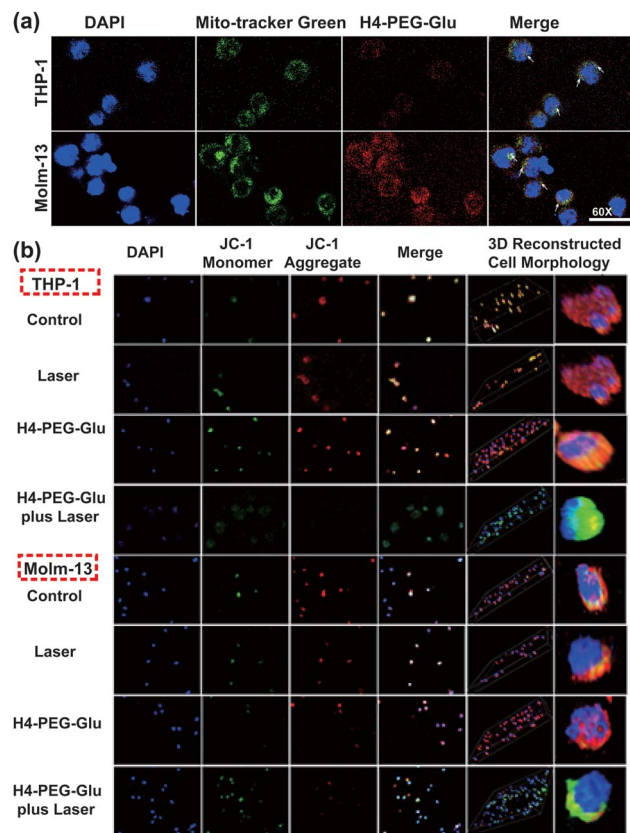 (a)
DAPI Mito-tracker Green H4-PEG-Glu Merge
THP-1
Molm-13
60X
(b)
DAPI JC-1 Monomer JC-1 Aggregate Merge 3D Reconstructed Cell Morphology
THP-1
Control
Laser
H4-PEG-Glu
H4-PEG-Glu
plus Laser
Molm-13
Control
Laser
H4-PEG-Glu
H4-PEG-Glu
plus Laser